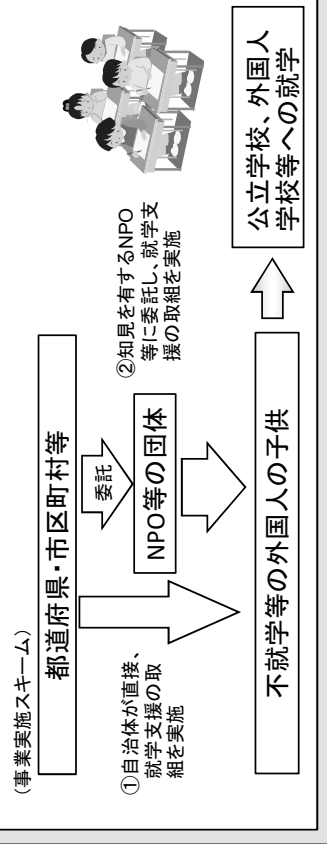 (事業実施スキーム)
都道府県・市区町村等
①自治体が直接、
就学支援の取
組を実施
委託
NPO等の団体
②知見を有するNPO
等に委託し、就学支
援の取組を実施
不就学等の外国人の子供
公立学校、外国人
学校等への就学